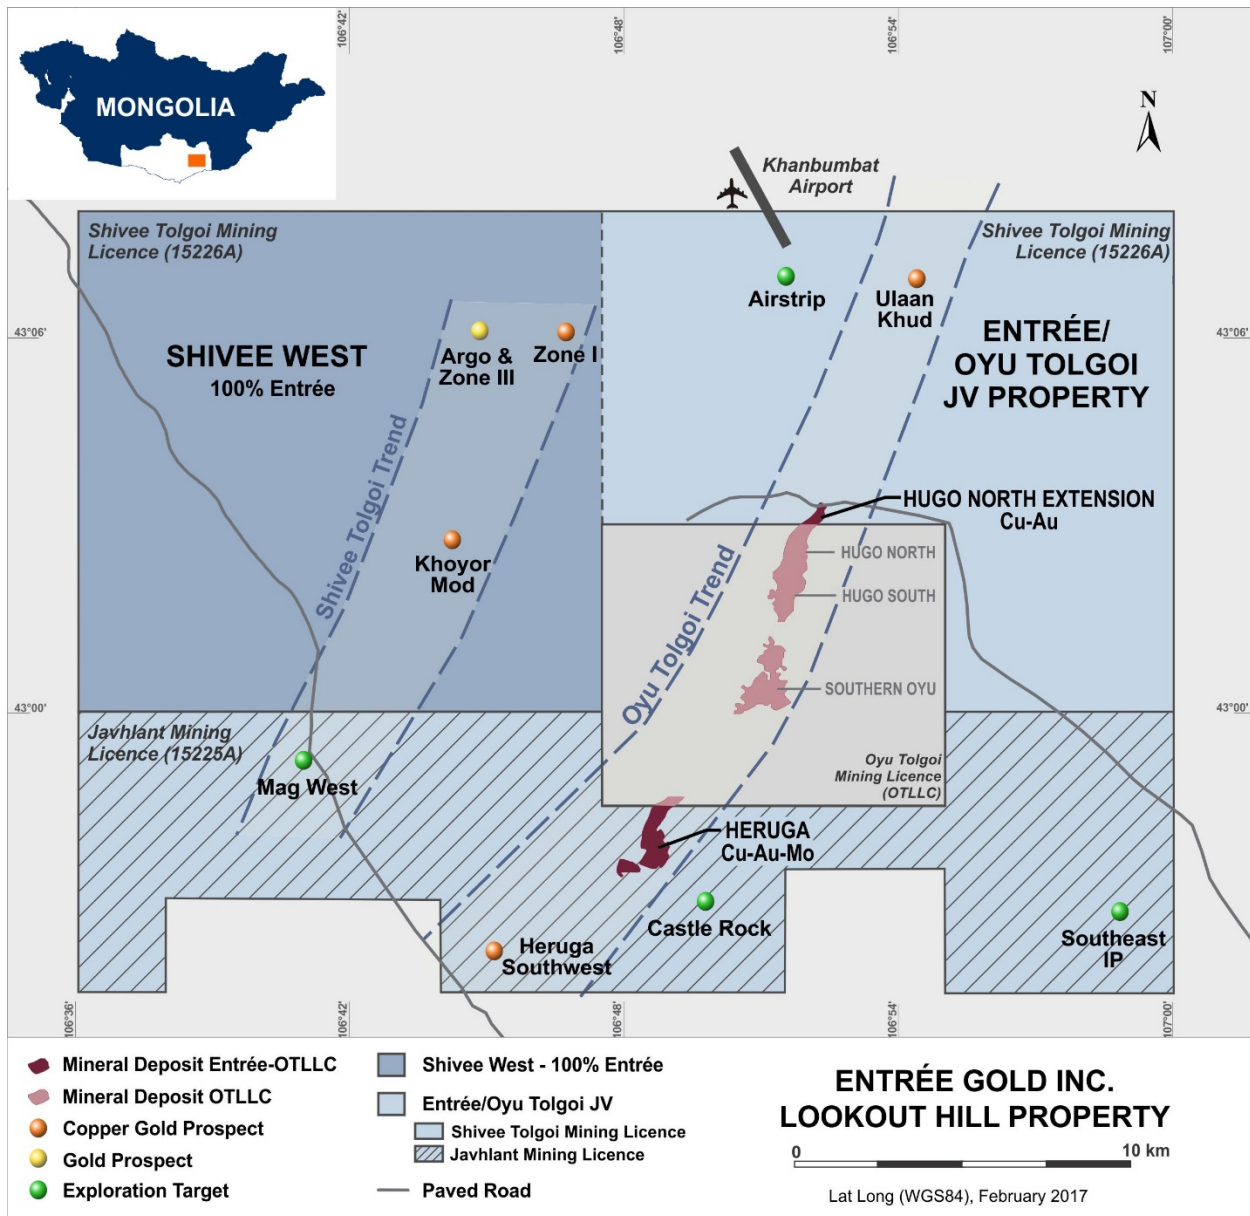 106°42'
106°48'
106°54'
107°00'
MONGOLIA
N
Khanbumbat
Airport
Shivee Tolgoi Mining
Licence (15226A)
Shivee Tolgoi Mining
Licence (15226A)
Airstrip
Ulaan
Khud
43°06'
43°06'
SHIVEE WEST
100% Entrée
Argo &
Zone III
Zone I
ENTRÉE/
OYU TOLGOI
JV PROPERTY
Shivee Tolgoi Trend
HUGO NORTH EXTENSION
Cu-Au
Khoyor
Mod
HUGO NORTH
HUGO SOUTH
Oyu Tolgoi Trend
SOUTHERN OYU
43°00'
43°00'
Javhlant Mining
Licence (15225A)
Mag West
Oyu Tolgoi
Mining Licence
(OTLLC)
HERUGA
Cu-Au-Mo
Castle Rock
Heruga
Southwest
Southeast
IP
106°36'
106°42'
106°48'
106°54'
107°00'
Mineral Deposit Entrée-OTLLC
Mineral Deposit OTLLC
Copper Gold Prospect
Gold Prospect
Exploration Target
Shivee West - 100% Entrée
Entrée/Oyu Tolgoi JV
Shivee Tolgoi Mining Licence
Javhlant Mining Licence
Paved Road
ENTRÉE GOLD INC.
LOOKOUT HILL PROPERTY
0
10 km
Lat Long (WGS84), February 2017